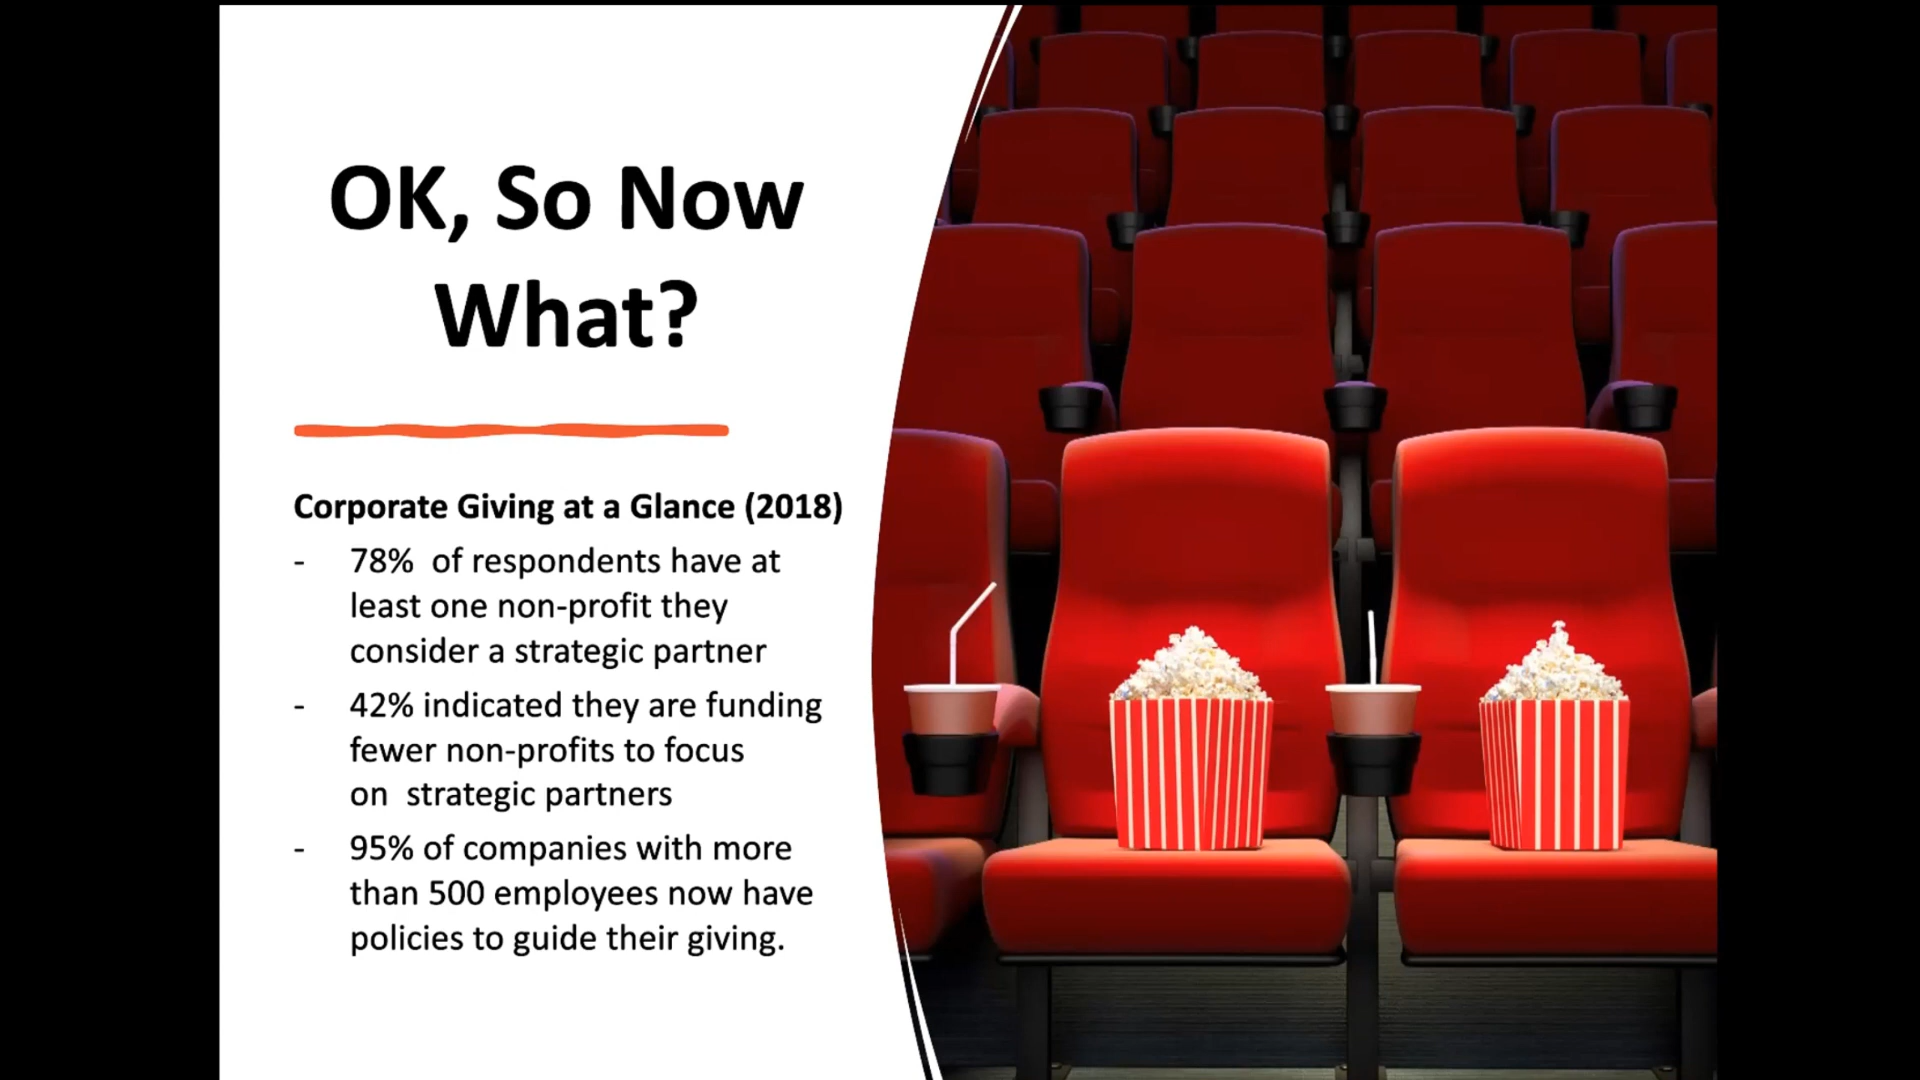 OK, So Now
What?
Corporate Giving at a Glance (2018)
- 78%  of respondents have at
least one non-profit they
consider a strategic partner
- 42% indicated they are funding
fewer non-profits to focus
on  strategic partners
- 95% of companies with more
than 500 employees now have
policies to guide their giving.